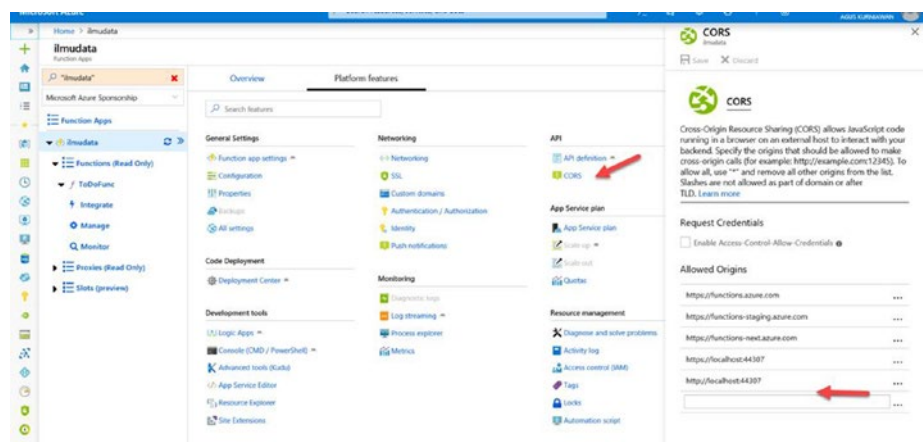 Microsoft Azure
AGUS KURNIAWAN
Home > ilmudata
ilmudata
Function Apps
"ilmudata"
Microsoft Azure Sponsorship
Function Apps
ilmudata
Functions (Read Only)
ToDoFunc
Integrate
Manage
Monitor
Proxies (Read Only)
Slots (preview)
Overview
Platform features
Search features
General Settings
Function app settings
Configuration
Properties
Backups
All settings
Code Deployment
Deployment Center
Development tools
Logic Apps
Console (CMD / PowerShell)
Advanced tools (Kudu)
App Service Editor
Resource Explorer
Site Extensions
Networking
Networking
SSL
Custom domains
Authentication / Authorization
Identity
Push notifications
Monitoring
Diagnostic logs
Log streaming
Process explorer
Metrics
API
API definition
CORS
App Service plan
App Service plan
Scale up
Scale out
Quotas
Resource management
Diagnose and solve problems
Activity log
Access control (IAM)
Tags
Locks
Automation script
CORS
ilmudata
Save
Discard
CORS
Cross-Origin Resource Sharing (CORS) allows JavaScript code
running in a browser on an external host to interact with your
backend. Specify the origins that should be allowed to make
cross-origin calls (for example: http://example.com:12345). To
allow all, use "*" and remove all other origins from the list.
Slashes are not allowed as part of domain or after
TLD. Learn more
Request Credentials
Enable Access-Control-Allow-Credentials
Allowed Origins
https://functions.azure.com
https://functions-staging.azure.com
https://functions-next.azure.com
https://localhost:44307
http://localhost:44307